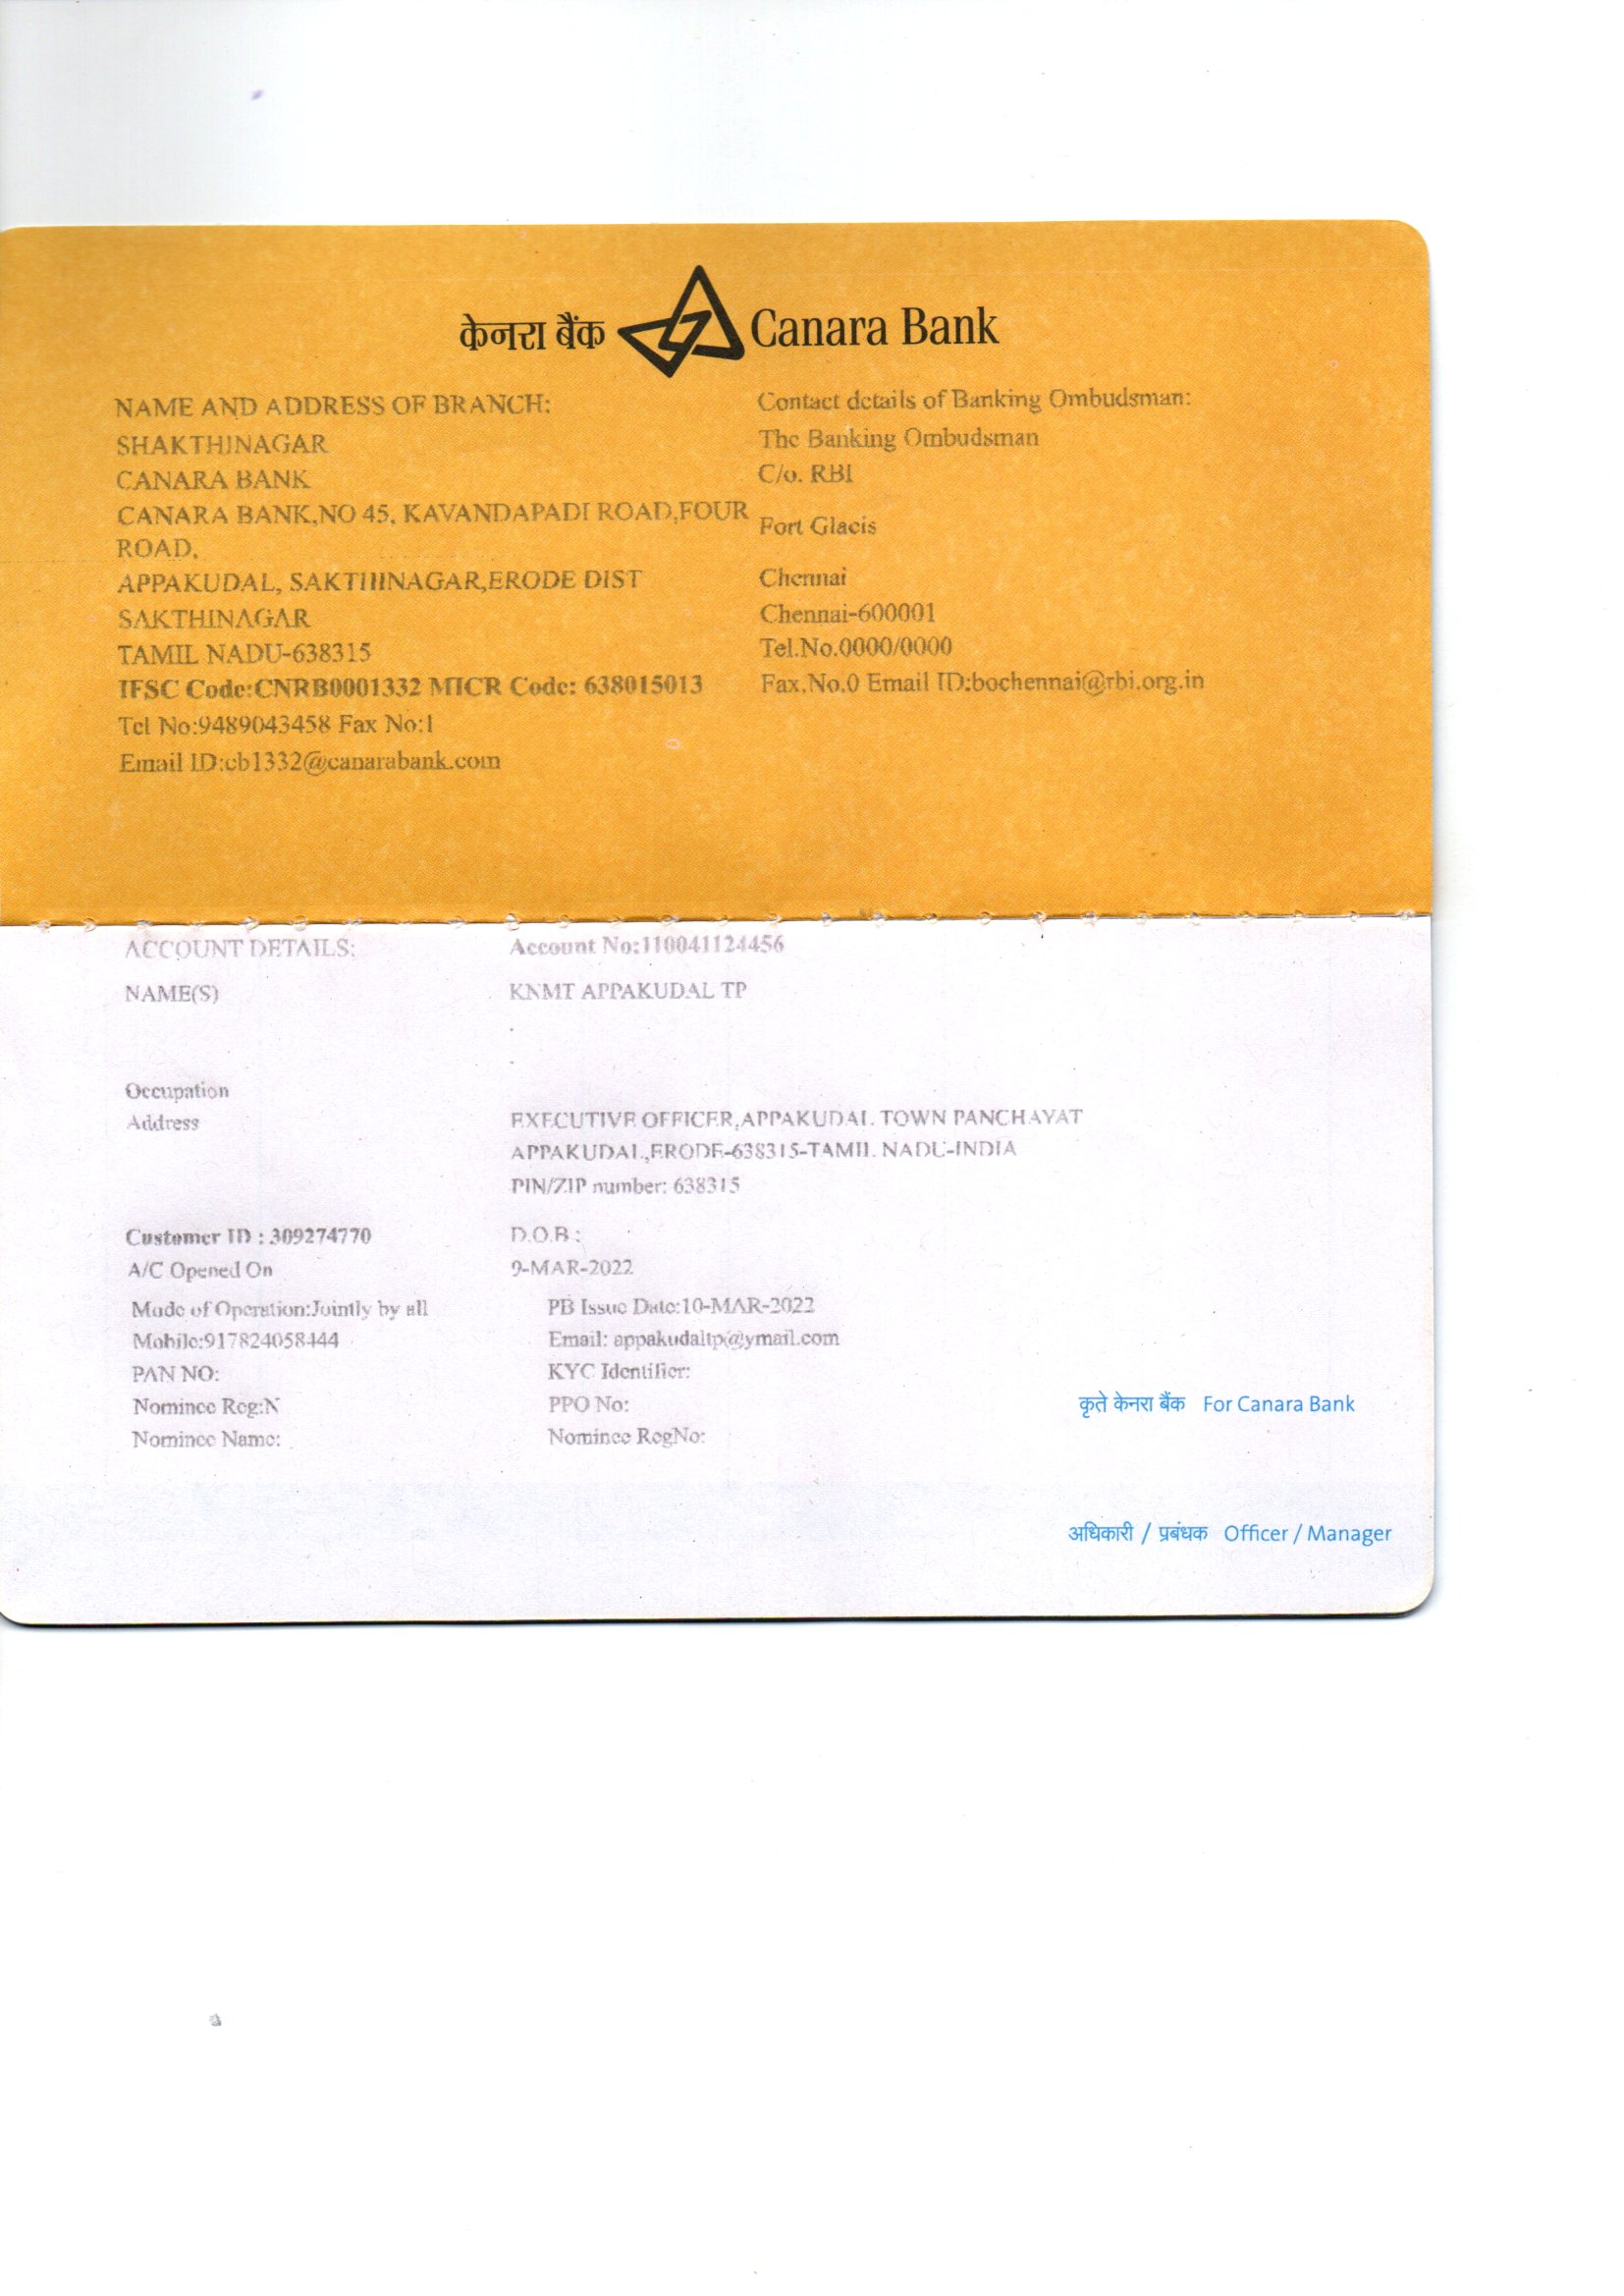 केनरा बैंक Canara Bank
NAME AND ADDRESS OF BRANCH:
SHAKTHINAGAR
CANARA BANK
CANARA BANK,NO 45, KAVANDAPADI ROAD,FOUR
ROAD,
APPAKUDAL, SAKTHINAGAR,ERODE DIST
SAKTHINAGAR
TAMIL NADU-638315
IFSC Code:CNRB0001332 MICR Code: 638015013
Tel No:9489043458 Fax No:1
Email ID:cb1332@canarabank.com
Contact details of Banking Ombudsman:
The Banking Ombudsman
C/o. RBI
Fort Glacis
Chennai
Chennai-600001
Tel.No.0000/0000
Fax.No.0 Email ID:bochennai@rbi.org.in
ACCOUNT DETAILS: Account No:110041124456
NAME(S) KNMT APPAKUDAL TP
.
.
Occupation
Address EXECUTIVE OFFICER,APPAKUDAL TOWN PANCHAYAT
APPAKUDAL,ERODE-638315-TAMIL NADU-INDIA
PIN/ZIP number: 638315
Customer ID : 309274770 D.O.B :
A/C Opened On 9-MAR-2022
Mode of Operation:Jointly by all PB Issue Date:10-MAR-2022
Mobile:917824058444 Email: appakudaltp@ymail.com
PAN NO: KYC Identifier:
Nominee Reg:N PPO No:
Nominee Name: Nominee RegNo:
कृते केनरा बैंक For Canara Bank
अधिकारी / प्रबंधक Officer / Manager